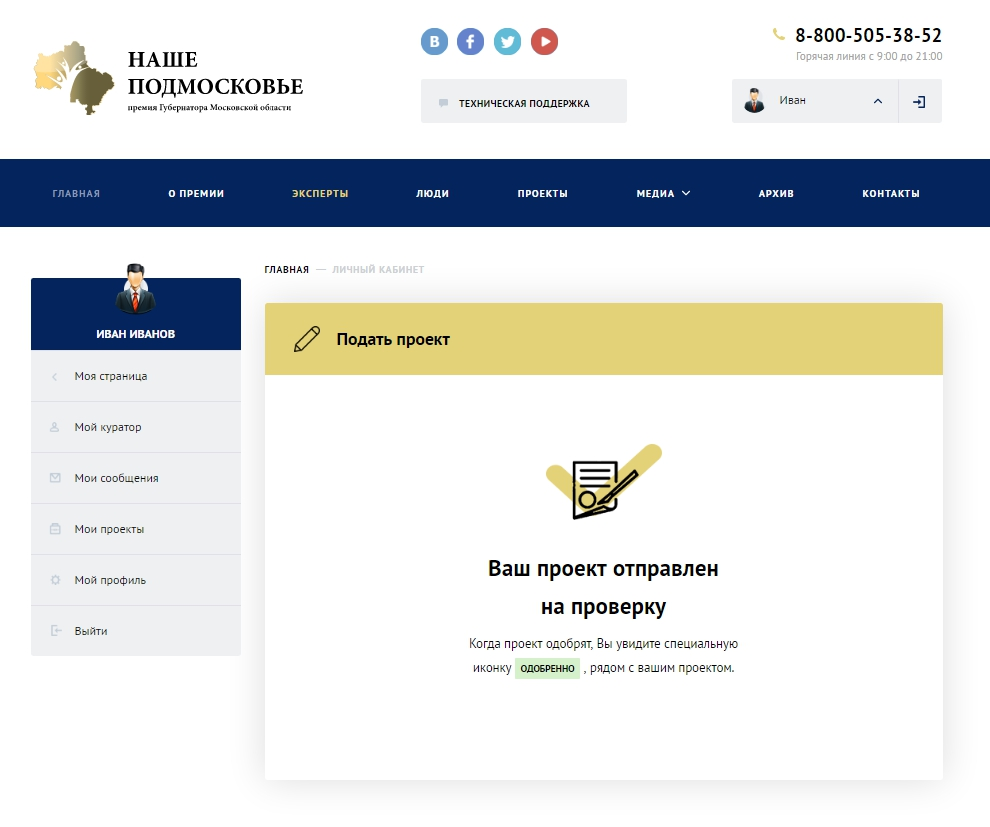 НАШЕ
ПОДМОСКОВЬЕ
премия Губернатора Московской области
B
f
ТЕХНИЧЕСКАЯ ПОДДЕРЖКА
8-800-505-38-52
Горячая линия с 9:00 до 21:00
Иван
ГЛАВНАЯ О ПРЕМИИ ЭКСПЕРТЫ ЛЮДИ ПРОЕКТЫ МЕДИА АРХИВ КОНТАКТЫ
ИВАН ИВАНОВ
Моя страница
Мой куратор
Мои сообщения
Мои проекты
Мой профиль
Выйти
ГЛАВНАЯ — ЛИЧНЫЙ КАБИНЕТ
Подать проект
Ваш проект отправлен
на проверку
Когда проект одобрят, Вы увидите специальную
иконку ОДОБРЕННО , рядом с вашим проектом.